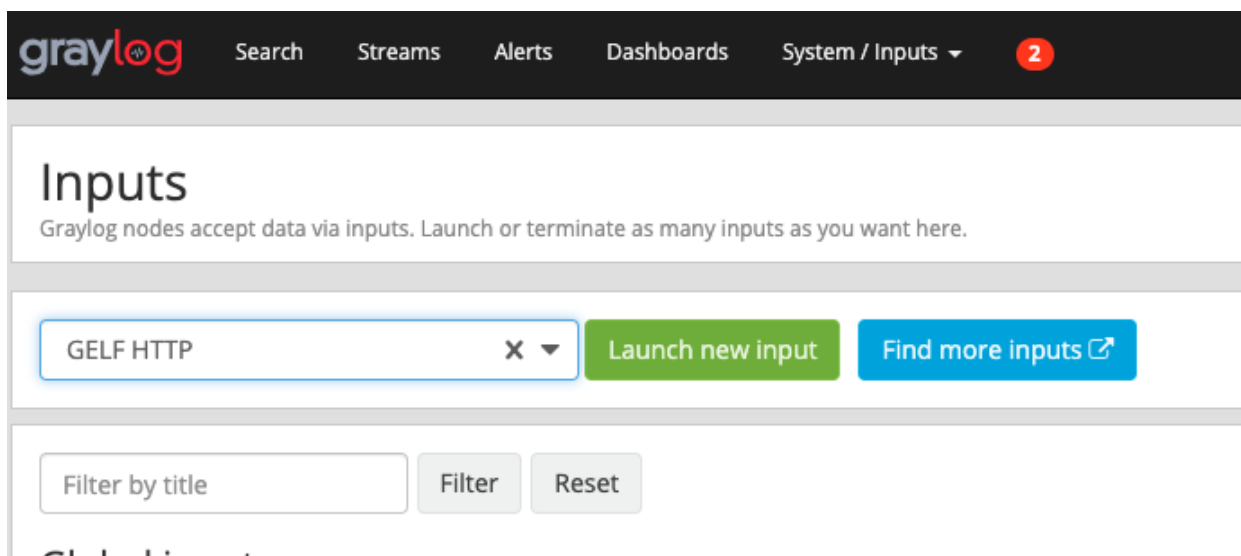 graylog Search Streams Alerts Dashboards System / Inputs 2
Inputs
Graylog nodes accept data via inputs. Launch or terminate as many inputs as you want here.
GELF HTTP Launch new input Find more inputs
Filter by title Filter Reset